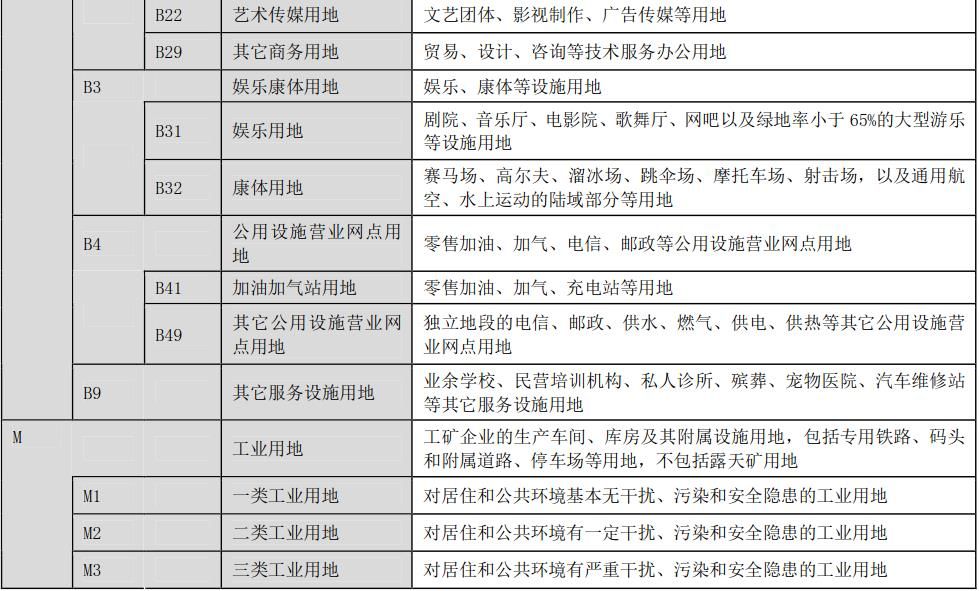 B22 艺术传媒用地 文艺团体、影视制作、广告传媒等用地
B29 其它商务用地 贸易、设计、咨询等技术服务办公用地
B3 娱乐康体用地 娱乐、康体等设施用地
B31 娱乐用地 剧院、音乐厅、电影院、歌舞厅、网吧以及绿地率小于 65%的大型游乐
等设施用地
B32 康体用地 赛马场、高尔夫、溜冰场、跳伞场、摩托车场、射击场，以及通用航
空、水上运动的陆域部分等用地
B4 公用设施营业网点用
地 零售加油、加气、电信、邮政等公用设施营业网点用地
B41 加油加气站用地 零售加油、加气、充电站等用地
B49 其它公用设施营业网
点用地 独立地段的电信、邮政、供水、燃气、供电、供热等其它公用设施营
业网点用地
B9 其它服务设施用地 业余学校、民营培训机构、私人诊所、殡葬、宠物医院、汽车维修站
等其它服务设施用地
M 工业用地 工矿企业的生产车间、库房及其附属设施用地，包括专用铁路、码头
和附属道路、停车场等用地，不包括露天矿用地
M1 一类工业用地 对居住和公共环境基本无干扰、污染和安全隐患的工业用地
M2 二类工业用地 对居住和公共环境有一定干扰、污染和安全隐患的工业用地
M3 三类工业用地 对居住和公共环境有严重干扰、污染和安全隐患的工业用地